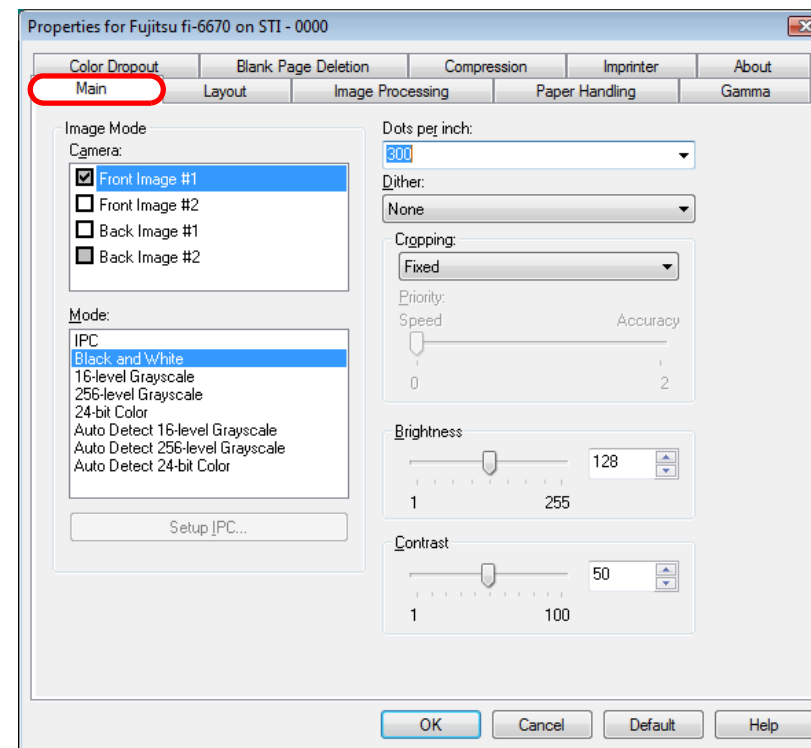 Properties for Fujitsu fi-6670 on STI - 0000
Color Dropout
Blank Page Deletion
Compression
Imprinter
About
Main
Layout
Image Processing
Paper Handling
Gamma
Image Mode
Camera:
Front Image #1
Front Image #2
Back Image #1
Back Image #2
Mode:
IPC
Black and White
16-level Grayscale
256-level Grayscale
24-bit Color
Auto Detect 16-level Grayscale
Auto Detect 256-level Grayscale
Auto Detect 24-bit Color
Setup IPC...
Dots per inch:
300
Dither:
None
Cropping:
Fixed
Priority:
Speed Accuracy
0 2
Brightness
128
1 255
Contrast
50
1 100
OK
Cancel
Default
Help